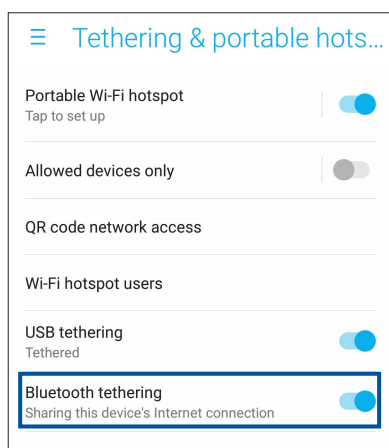 Tethering & portable hots...
Portable Wi-Fi hotspot
Tap to set up
Allowed devices only
QR code network access
Wi-Fi hotspot users
USB tethering
Tethered
Bluetooth tethering
Sharing this device's Internet connection